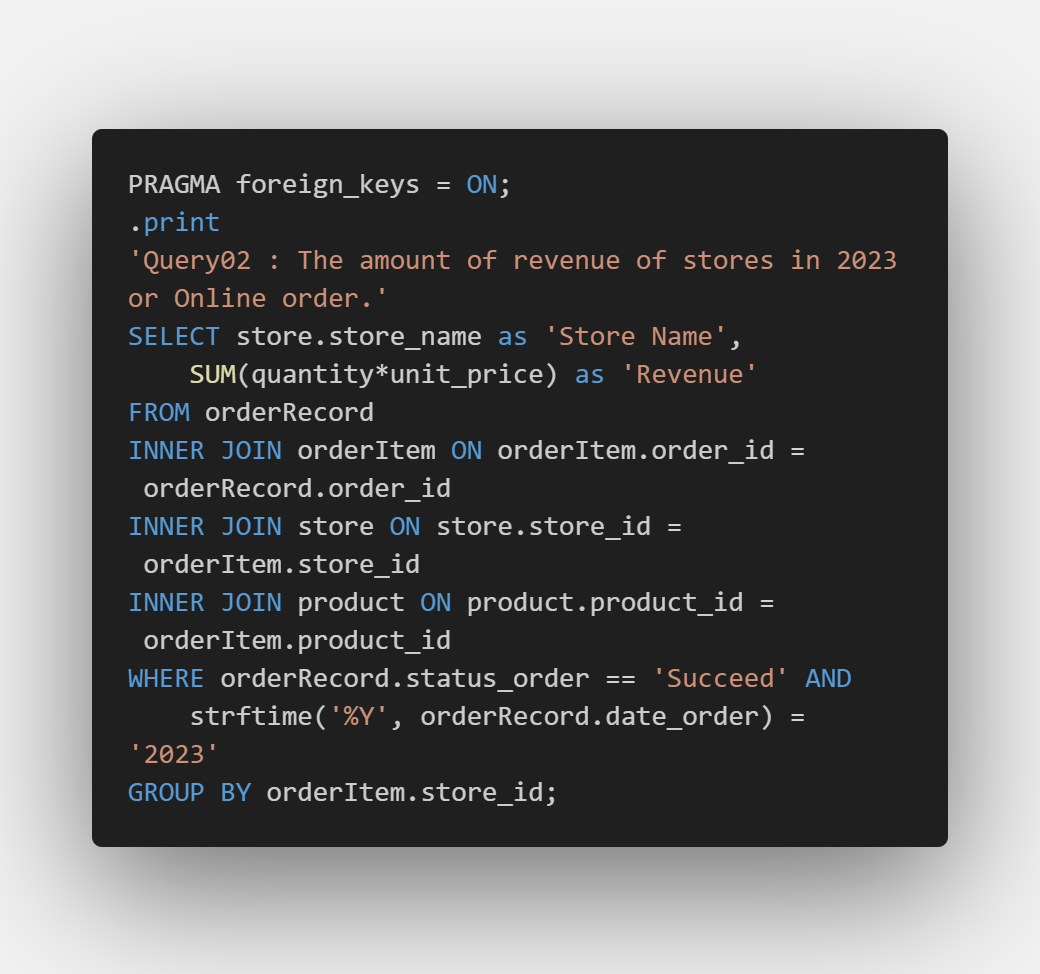 PRAGMA foreign_keys = ON;
.print
'Query02 : The amount of revenue of stores in 2023
or Online order.'
SELECT store.store_name as 'Store Name',
    SUM(quantity*unit_price) as 'Revenue'
FROM orderRecord
INNER JOIN orderItem ON orderItem.order_id =
 orderRecord.order_id
INNER JOIN store ON store.store_id =
 orderItem.store_id
INNER JOIN product ON product.product_id =
 orderItem.product_id
WHERE orderRecord.status_order == 'Succeed' AND
    strftime('%Y', orderRecord.date_order) =
'2023'
GROUP BY orderItem.store_id;